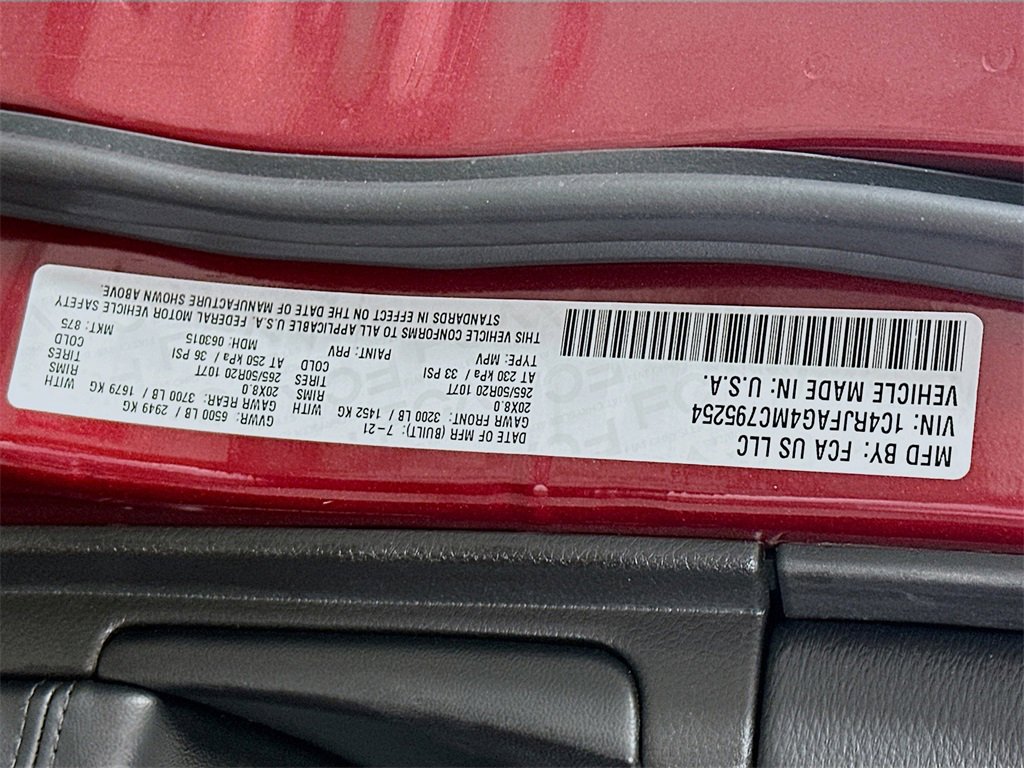 MFD BY: FCA US LLC
VIN: 1C4RJFAG4MC795254
VEHICLE MADE IN: U.S.A.
DATE OF MFR (BUILT): 7-21
GVWR: 6500 LB / 2949 KG
GAWR FRONT: 3200 LB / 1452 KG
WITH
GAWR REAR: 3700 LB / 1679 KG
WITH
20X8.0
RIMS
20X8.0
RIMS
265/50R20 107T
TIRES
265/50R20 107T
TIRES
AT 230 kPa / 33 PSI
COLD
AT 250 kPa / 36 PSI
COLD
TYPE: MPV
PAINT: PRV
MDH: 063015
MKT: 875
THIS VEHICLE CONFORMS TO ALL APPLICABLE U.S.A. FEDERAL MOTOR VEHICLE SAFETY
STANDARDS IN EFFECT ON THE DATE OF MANUFACTURE SHOWN ABOVE.